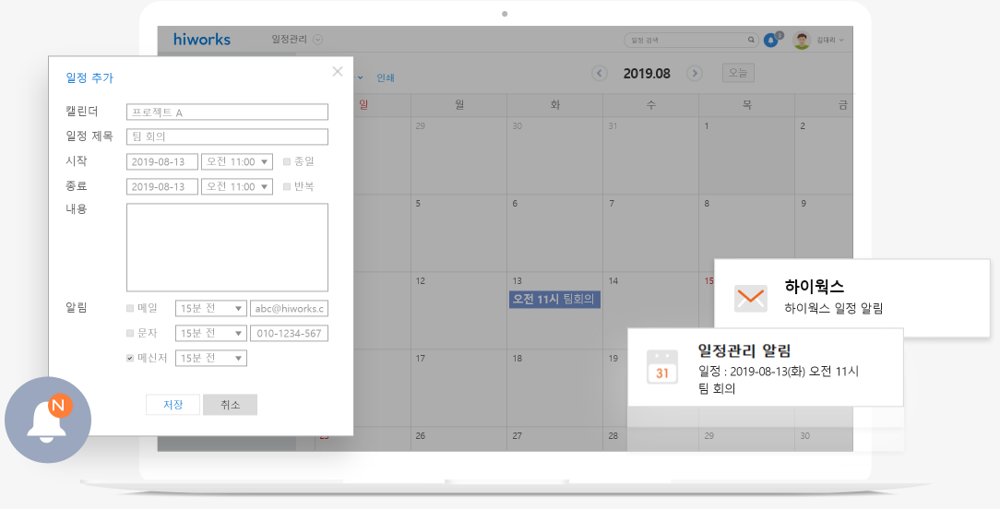 hiworks
일정관리
일정 검색
김대리
일정 추가
인쇄
2019.08
오늘
캘린더
프로젝트 A
일정 제목
팀 회의
시작
2019-08-13
오전 11:00
종일
종료
2019-08-13
오전 11:00
반복
내용
알림
메일
15분 전
abc@hiworks.c
문자
15분 전
010-1234-567
메신저
15분 전
저장
취소
N
일 월 화 수 목 금
29 30 31 1 2
5 6 7 8 9
12 13 14 15
오전 11시 팀회의
17 18 19
26 27 28 29 30
하이웍스
하이웍스 일정 알림
31
일정관리 알림
일정 : 2019-08-13(화) 오전 11시
팀 회의